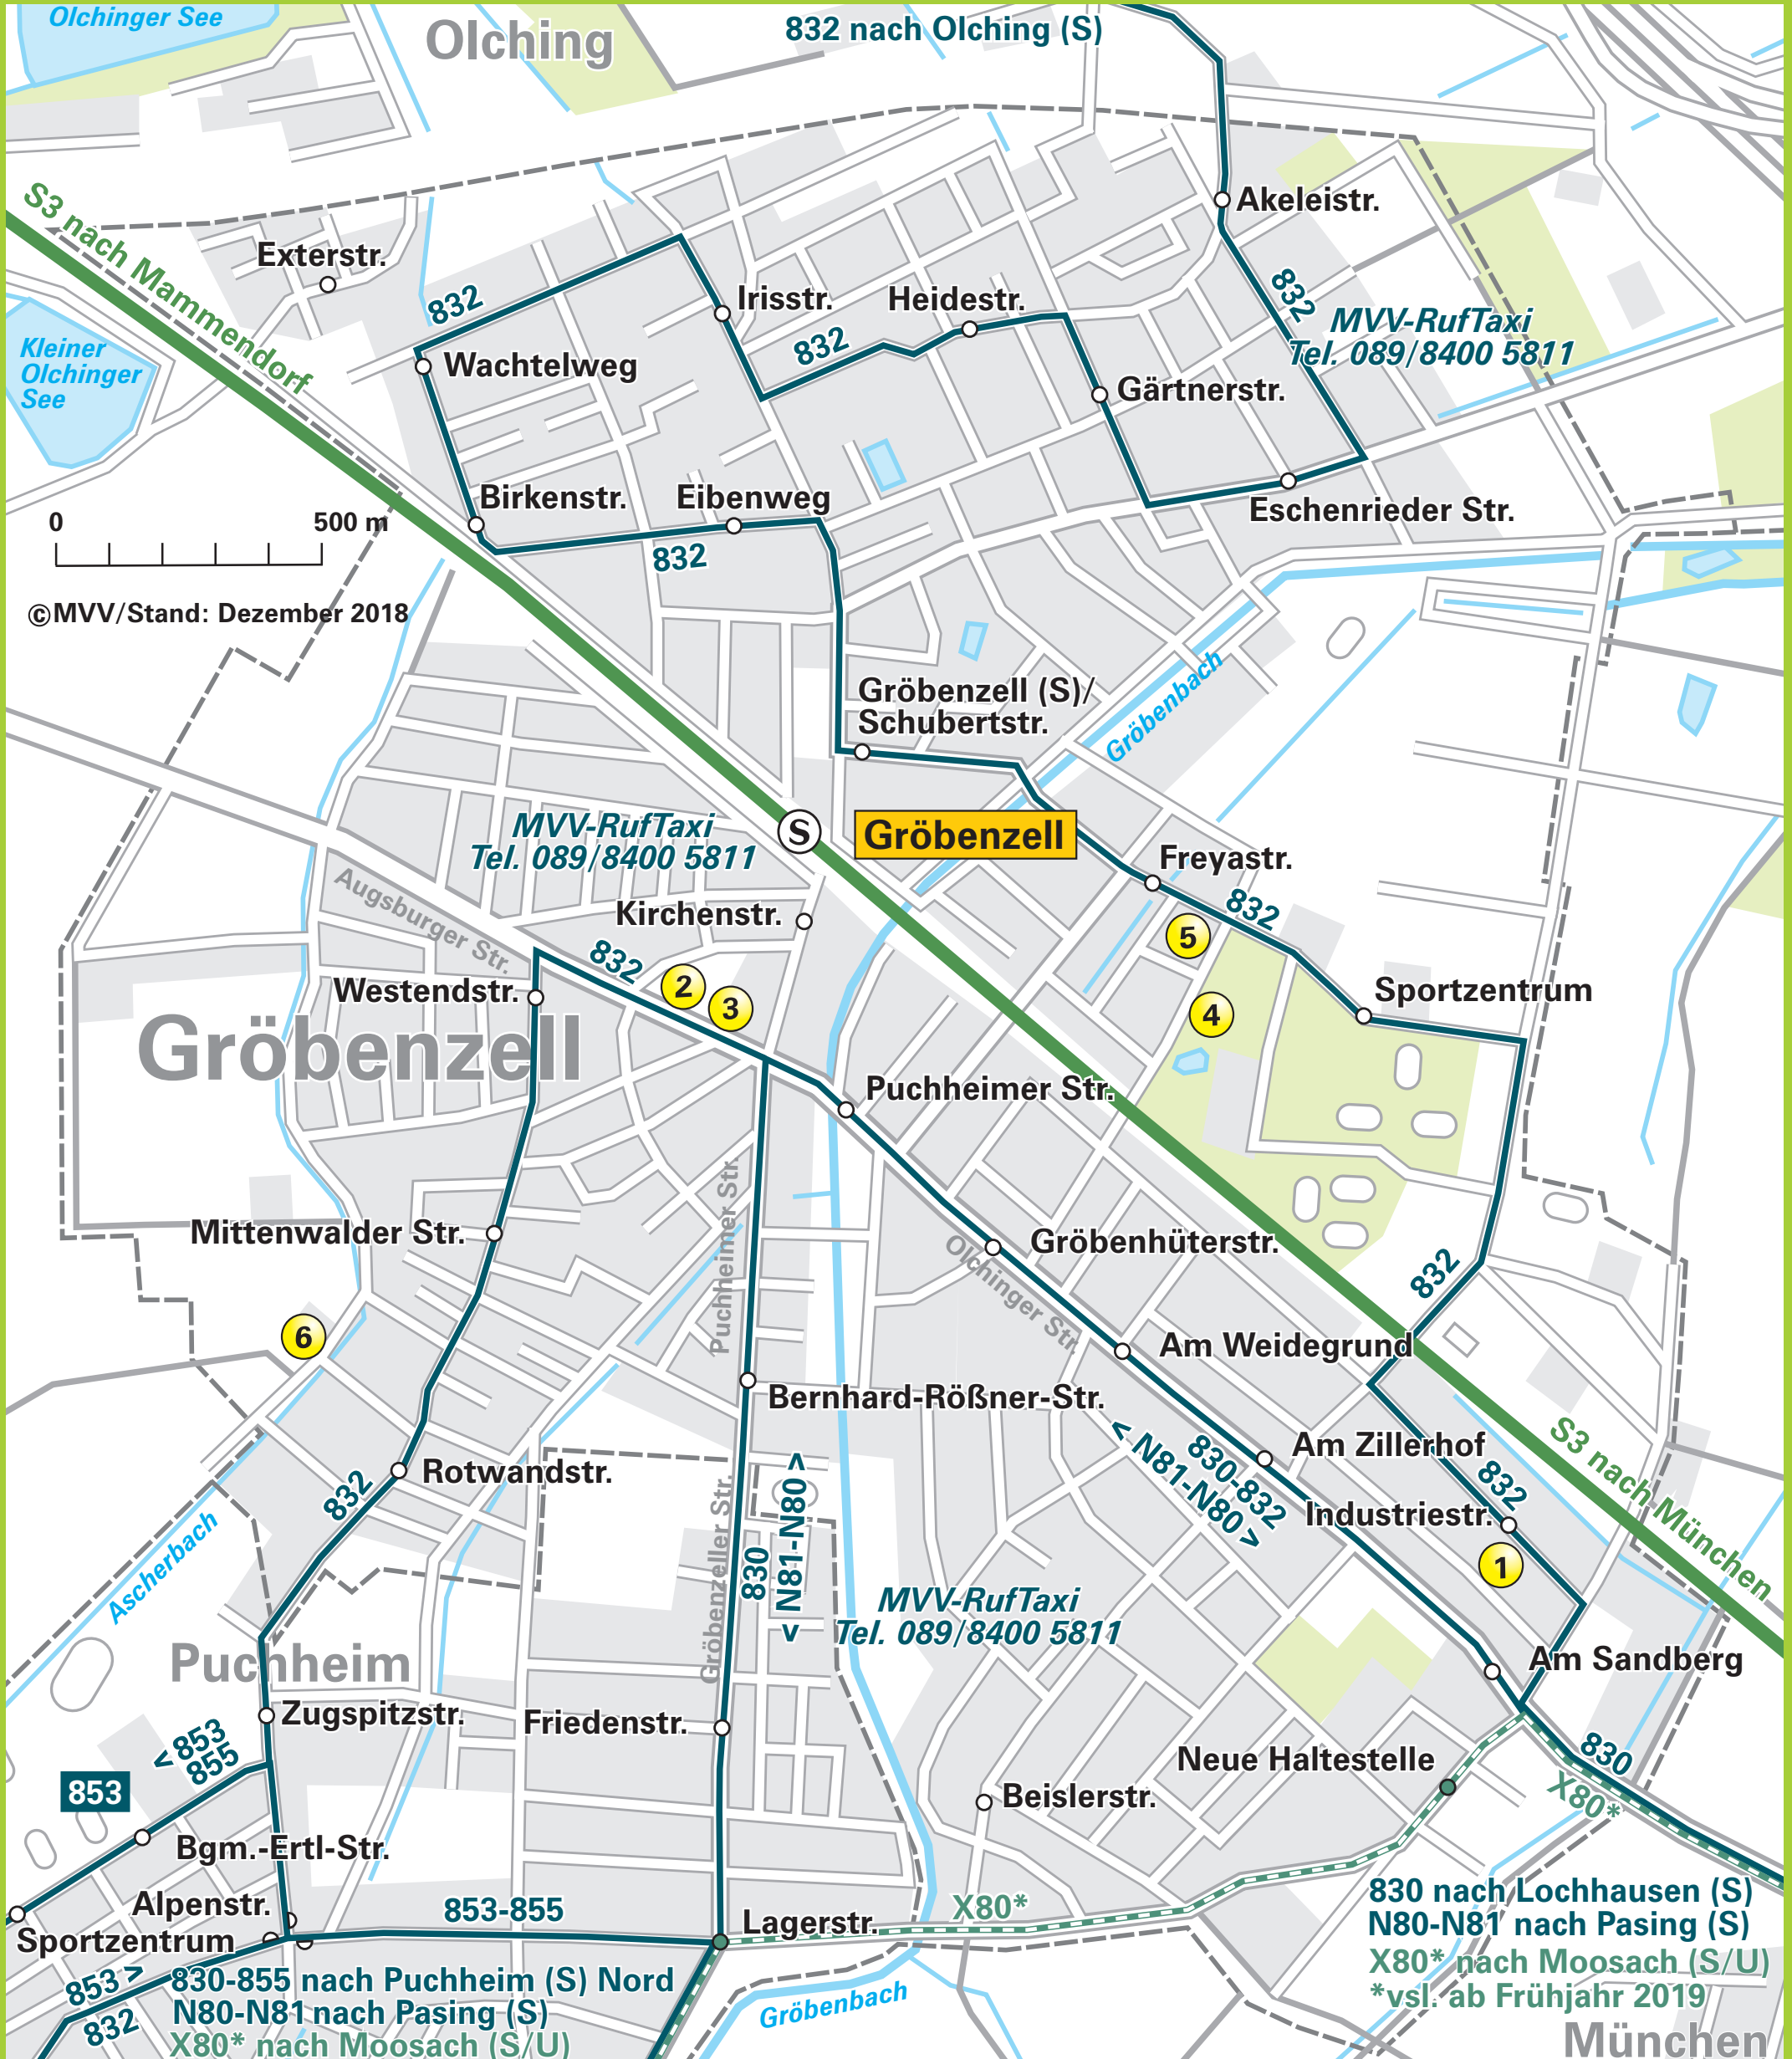 Olchinger See
Olching
832 nach Olching (S)
S3 nach Mammendorf
Exterstr.
Akeleistr.
832
Irisstr.
Heidestr.
832
832
MVV-RufTaxi
Tel. 089/8400 5811
Kleiner
Olchinger
See
Wachtelweg
Gärtnerstr.
0 500 m
Birkenstr.
Eibenweg
Eschenrieder Str.
832
©MVV/Stand: Dezember 2018
Gröbenbach
Gröbenzell (S)/
Schubertstr.
MVV-RufTaxi
Tel. 089/8400 5811
S
Gröbenzell
Freyastr.
Augsburger Str.
Kirchenstr.
832
5
832
Westendstr.
2
3
4
Sportzentrum
Gröbenzell
Puchheimer Str.
Puchheimer Str.
Mittenwalder Str.
Gröbenhüterstr.
Olchinger Str.
832
6
Am Weidegrund
Bernhard-Rößner-Str.
< N81-N80 >
830-832
Am Zillerhof
S3 nach München
832
Rotwandstr.
832
Industriestr.
Ascherbach
Gröbenzeller Str.
830
< N81-N80 >
1
MVV-RufTaxi
Tel. 089/8400 5811
Puchheim
Am Sandberg
Zugspitzstr.
Friedenstr.
< 853
855
853
Neue Haltestelle
830
X80*
Beislerstr.
Bgm.-Ertl-Str.
Alpenstr.
853-855
X80*
Lagerstr.
Sportzentrum
830 nach Lochhausen (S)
N80-N81 nach Pasing (S)
X80* nach Moosach (S/U)
*vsl. ab Frühjahr 2019
853 >
832
830-855 nach Puchheim (S) Nord
N80-N81 nach Pasing (S)
X80* nach Moosach (S/U)
Gröbenbach
München